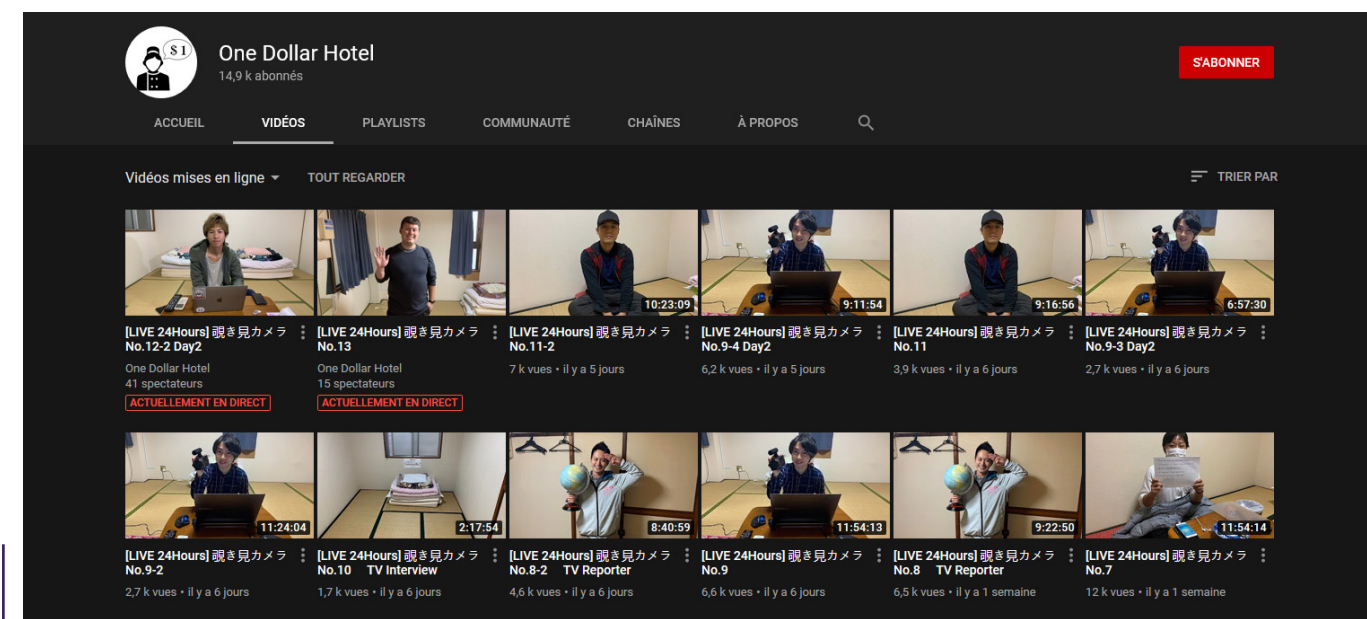 $ 1
One Dollar Hotel
14,9 k abonnés
S'ABONNER
ACCUEIL VIDÉOS PLAYLISTS COMMUNAUTÉ CHAÎNES À PROPOS
Vidéos mises en ligne TOUT REGARDER TRIER PAR
10:23:09 9:11:54 9:16:56 6:57:30
[LIVE 24Hours] 覗き見カメラ No.12-2 Day2
One Dollar Hotel
41 spectateurs
ACTUELLEMENT EN DIRECT
[LIVE 24Hours] 覗き見カメラ No.13
One Dollar Hotel
15 spectateurs
ACTUELLEMENT EN DIRECT
[LIVE 24Hours] 覗き見カメラ No.11-2
7 k vues • il y a 5 jours
[LIVE 24Hours] 覗き見カメラ No.9-4 Day2
6,2 k vues • il y a 5 jours
[LIVE 24Hours] 覗き見カメラ No.11
3,9 k vues • il y a 6 jours
[LIVE 24Hours] 覗き見カメラ No.9-3 Day2
2,7 k vues • il y a 6 jours
11:24:04 2:17:54 8:40:59 11:54:13 9:22:50 11:54:14
[LIVE 24Hours] 覗き見カメラ No.9-2
2,7 k vues • il y a 6 jours
[LIVE 24Hours] 覗き見カメラ No.10 TV Interview
1,7 k vues • il y a 6 jours
[LIVE 24Hours] 覗き見カメラ No.8-2 TV Reporter
4,6 k vues • il y a 6 jours
[LIVE 24Hours] 覗き見カメラ No.9
6,6 k vues • il y a 6 jours
[LIVE 24Hours] 覗き見カメラ No.8 TV Reporter
6,5 k vues • il y a 1 semaine
[LIVE 24Hours] 覗き見カメラ No.7
12 k vues • il y a 1 semaine